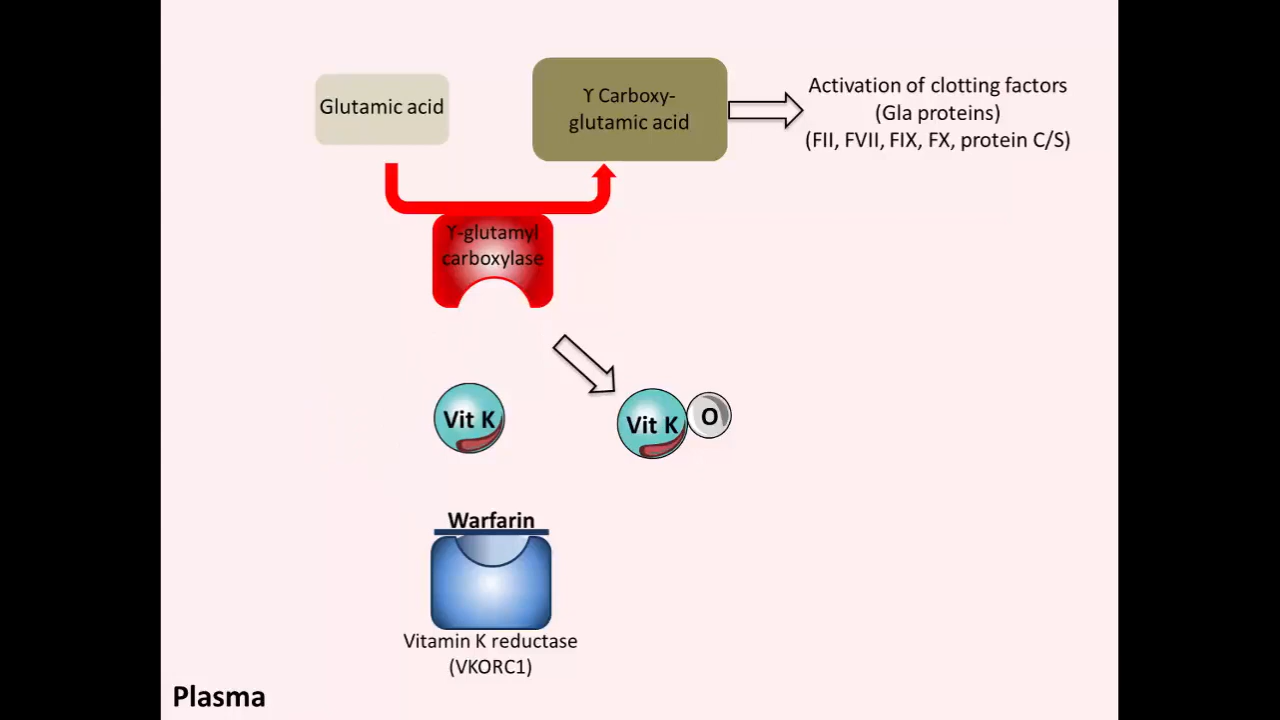 Glutamic acid
ϒ Carboxy-
glutamic acid
Activation of clotting factors
(Gla proteins)
(FII, FVII, FIX, FX, protein C/S)
ϒ-glutamyl
carboxylase
Vit K
Vit K
O
Warfarin
Vitamin K reductase
(VKORC1)
Plasma